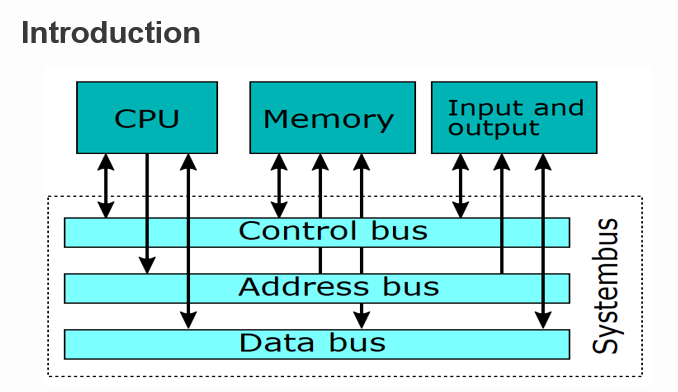 Introduction
CPU
Memory
Input and
output
Control bus
Address bus
Data bus
Systembus